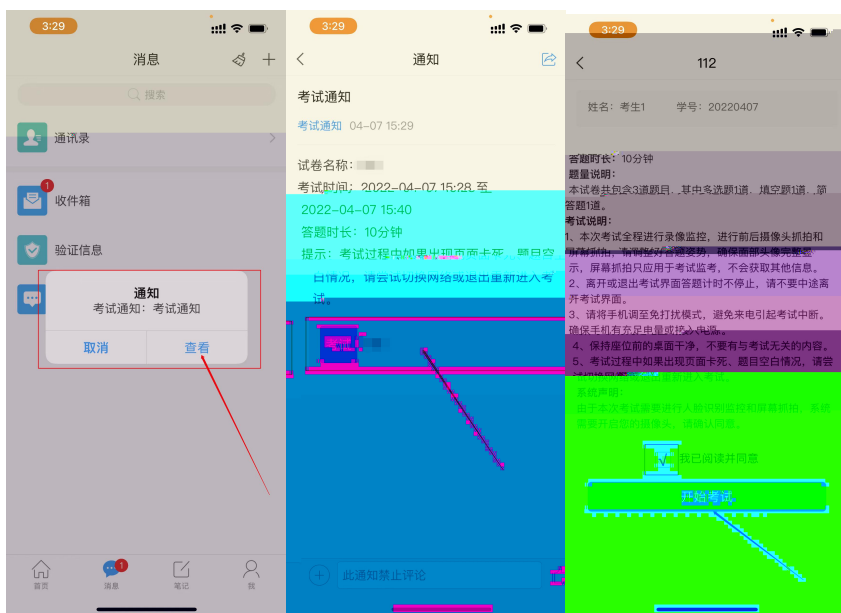 3:29
消息
搜索
通讯录
1
收件箱
验证信息
通知
考试通知：考试通知
取消
查看
首页
1
消息
笔记
我
3:29
通知
考试通知
考试通知 04-07 15:29
试卷名称：
考试时间：2022-04-07 15:28 至
2022-04-07 15:40
答题时长：10分钟
提示：考试过程中如果出现页面卡死、题目空
白情况，请尝试切换网络或退出重新进入考
试。
此通知禁止评论
3:29
112
姓名：考生1 学号：20220407
答题时长：10分钟
题量说明：
本试卷共包含3道题目，其中多选题1道、填空题1道、简
答题1道。
考试说明：
1、本次考试全程进行录像监控，进行前后摄像头抓拍和
屏幕抓拍，请调整好答题姿势，确保面部头像完整显
示，屏幕抓拍只应用于考试监考，不会获取其他信息。
2、离开或退出考试界面答题计时不停止，请不要中途离
开考试界面。
3、请将手机调至免打扰模式，避免来电引起考试中断。
确保手机有充足电量或接入电源。
4、保持座位前的桌面干净，不要有与考试无关的内容。
5、考试过程中如果出现页面卡死、题目空白情况，请尝
试切换网络或退出重新进入考试。
系统声明：
由于本次考试需要进行人脸识别监控和屏幕抓拍，系统
需要开启您的摄像头，请确认同意。
我已阅读并同意
开始考试